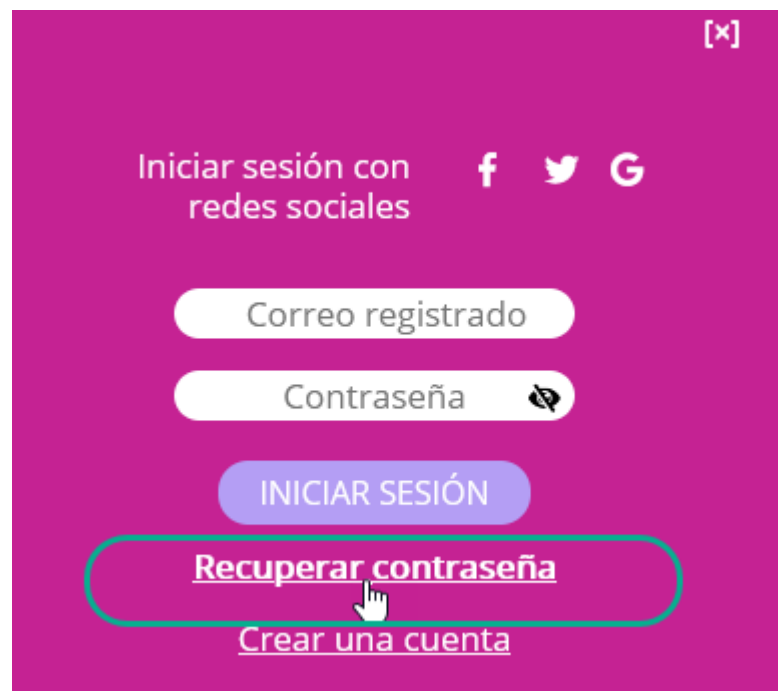 [×]
Iniciar sesión con
redes sociales
Correo registrado
Contraseña
INICIAR SESIÓN
Recuperar contraseña
Crear una cuenta